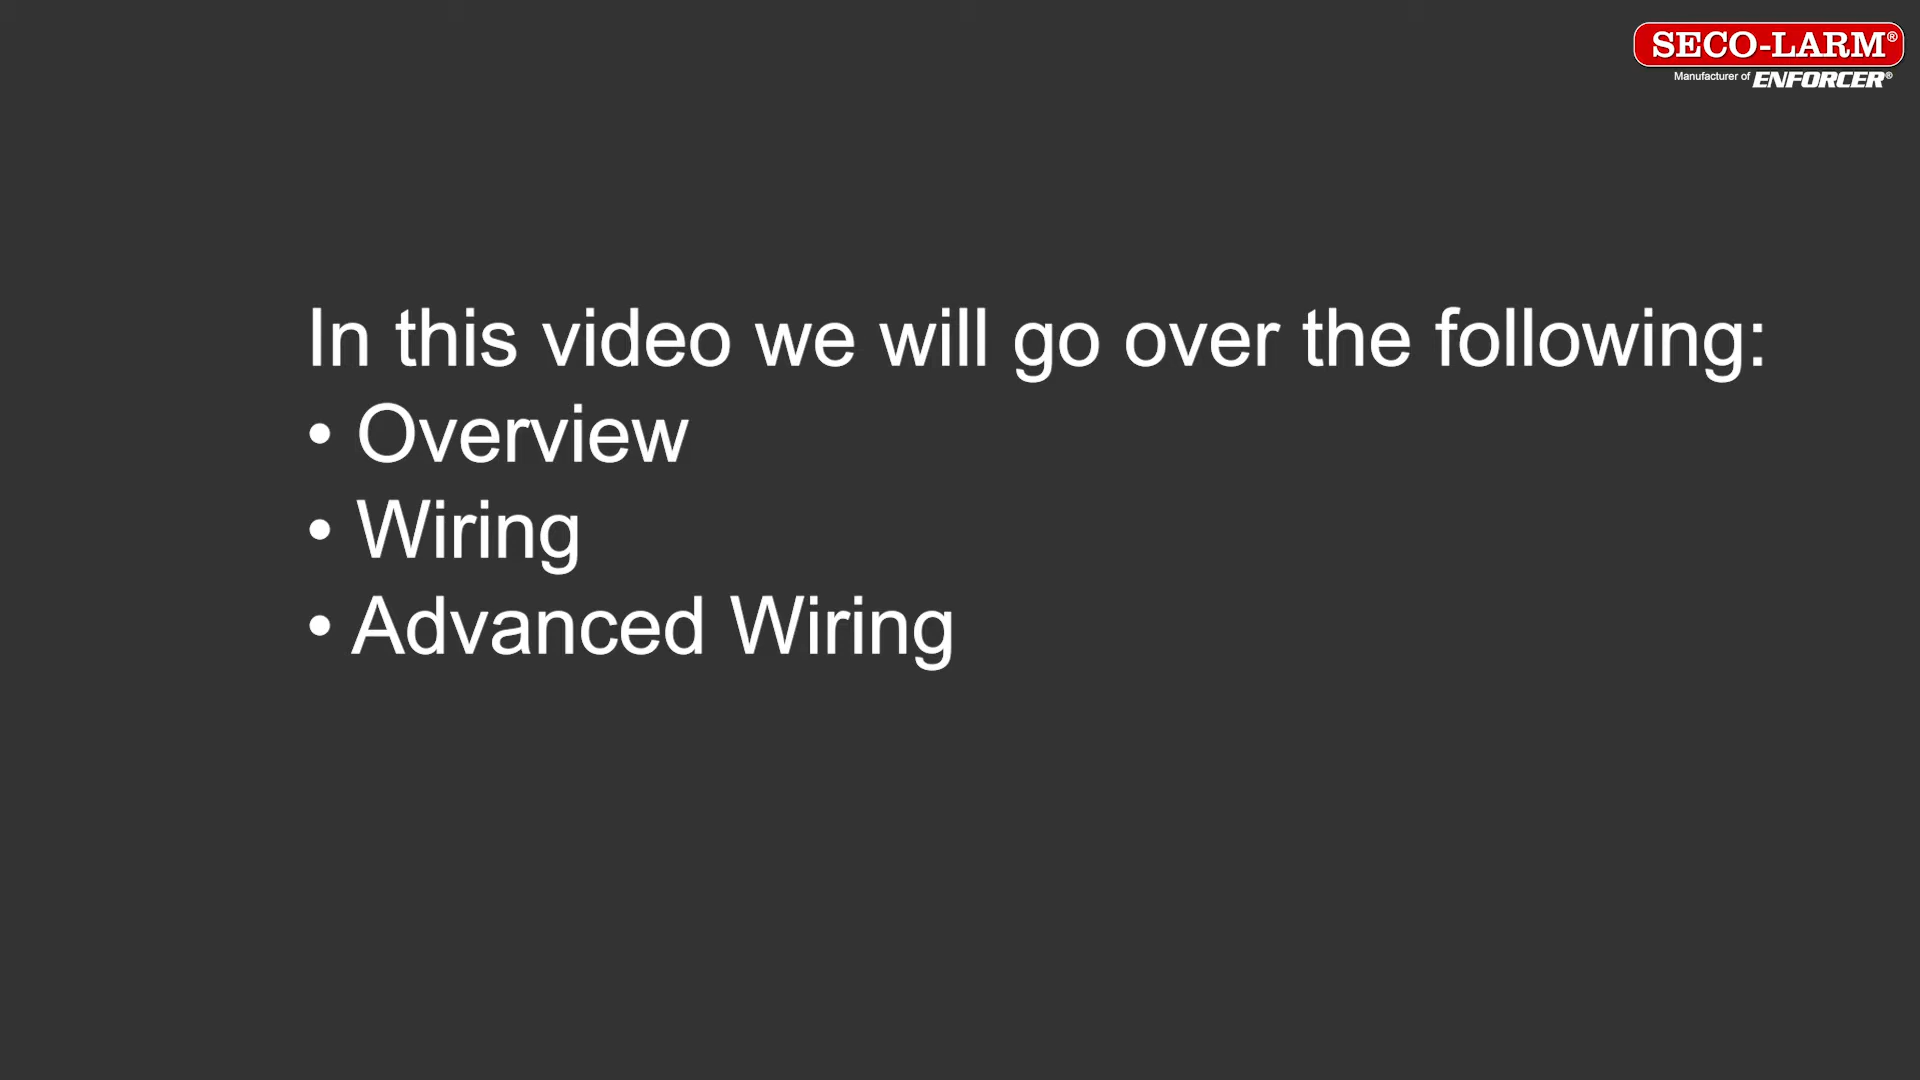 SECO-LARM®
Manufacturer of ENFORCER®
In this video we will go over the following:
• Overview
• Wiring
• Advanced Wiring